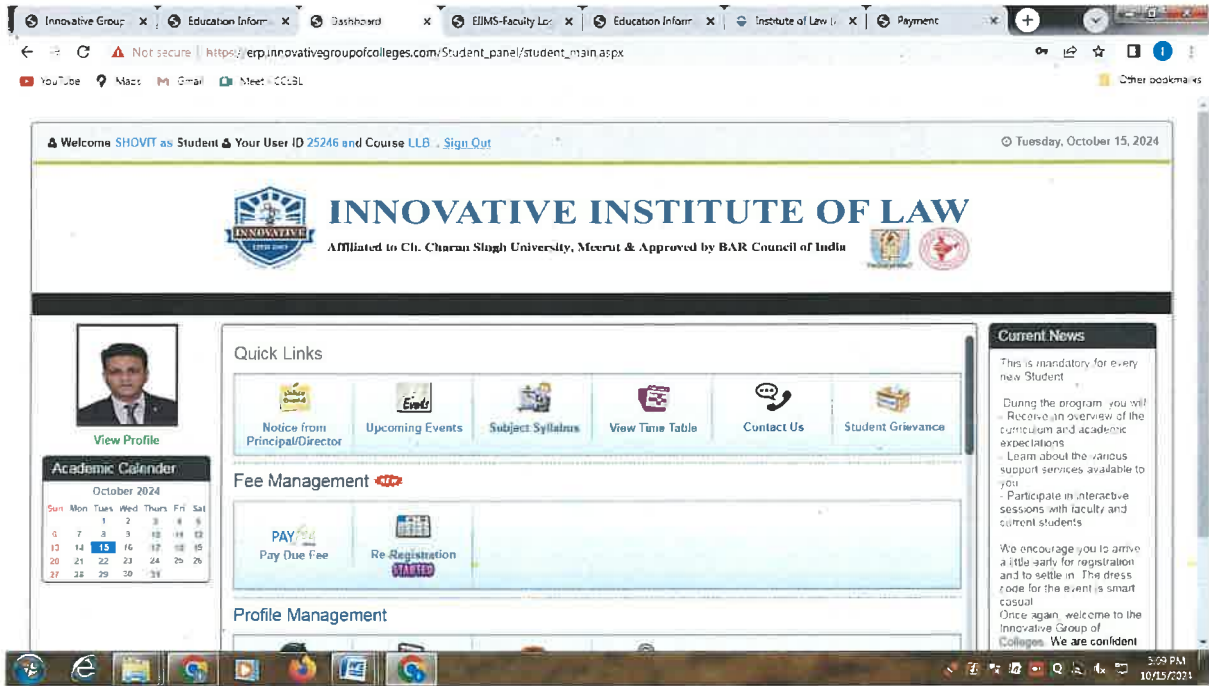 Innovative Group
Education Inform
Dashboard
EIIMS-Faculty Log
Education Inform
Institute of Law (
Payment
Not secure | https://erp.innovativegroupofcolleges.com/Student_panel/student_main.aspx
YouTube Maps Gmail Meet - CCLBL
Other bookmarks
Welcome SHOVIT as Student Your User ID 25246 and Course LLB . Sign Out
Tuesday, October 15, 2024
INNOVATIVE
INNOVATIVE INSTITUTE OF LAW
Affiliated to Ch. Charan Singh University, Meerut & Approved by BAR Council of India
View Profile
Academic Calender
October 2024
Sun Mon Tues Wed Thurs Fri Sat
1 2 3 4 5
6 7 8 9 10 11 12
13 14 15 16 17 18 19
20 21 22 23 24 25 26
27 28 29 30 31
Quick Links
Events
Notice from
Principal/Director
Upcoming Events
Subject Syllabus
View Time Table
Contact Us
Student Grievance
Fee Management
PAY
Pay Due Fee
Re-Registration
STARTED
Profile Management
Current News
This is mandatory for every
new Student
During the program, you will
- Receive an overview of the
curriculum and academic
expectations
- Learn about the various
support services available to
you
- Participate in interactive
sessions with faculty and
current students
We encourage you to arrive
a little early for registration
and to settle in. The dress
code for the event is smart
casual
Once again, welcome to the
Innovative Group of
Colleges. We are confident
PM
10/15/2024